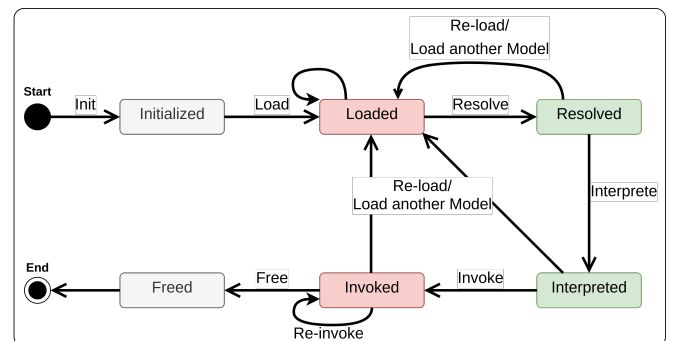 Re-load/
Load another Model
Start
Init
Initialized
Load
Loaded
Resolve
Resolved
Re-load/
Load another Model
Interprete
End
Freed
Free
Invoked
Invoke
Interpreted
Re-invoke